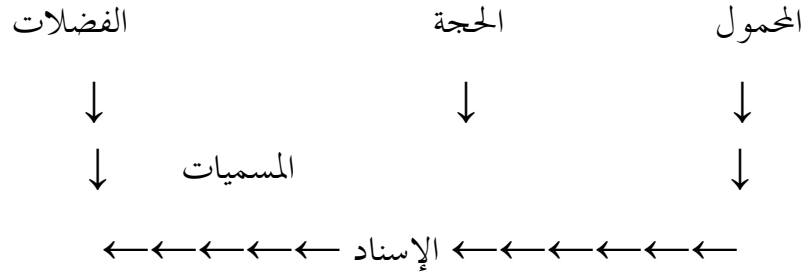 المحمول الحجة الفضلات
↓ ↓ ↓
↓ المسميات ↓
←←←←←← الإسناد ←←←←←